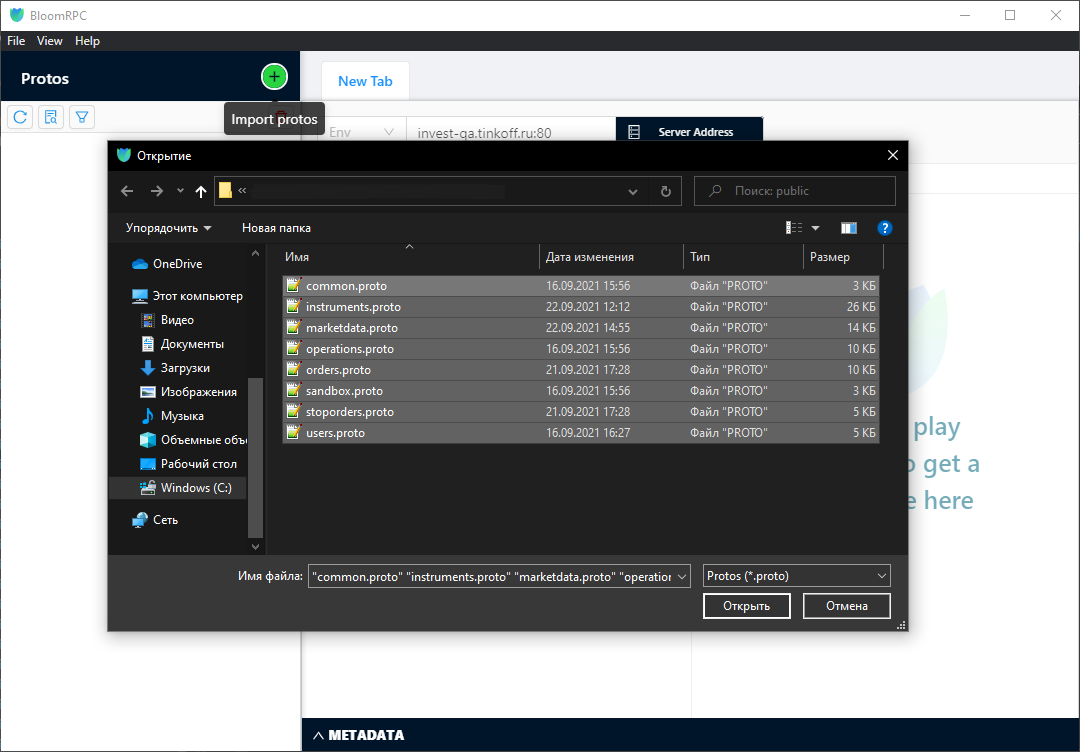 BloomRPC
File View Help
Protos
New Tab
Import protos
Env
invest-qa.tinkoff.ru:80
Server Address
Открытие
«
Поиск: public
Упорядочить
Новая папка
?
Имя
Дата изменения
Тип
Размер
OneDrive
Этот компьютер
Видео
Документы
Загрузки
Изображения
Музыка
Объемные объ
Рабочий стол
Windows (C:)
Сеть
common.proto 16.09.2021 15:56 Файл "PROTO" 3 КБ
instruments.proto 22.09.2021 12:12 Файл "PROTO" 26 КБ
marketdata.proto 22.09.2021 14:55 Файл "PROTO" 14 КБ
operations.proto 16.09.2021 15:56 Файл "PROTO" 10 КБ
orders.proto 21.09.2021 17:28 Файл "PROTO" 10 КБ
sandbox.proto 16.09.2021 15:56 Файл "PROTO" 3 КБ
stoporders.proto 21.09.2021 17:28 Файл "PROTO" 5 КБ
users.proto 16.09.2021 16:27 Файл "PROTO" 5 КБ
play
get a
here
Имя файла:
"common.proto" "instruments.proto" "marketdata.proto" "operation
Protos (*.proto)
Открыть
Отмена
METADATA